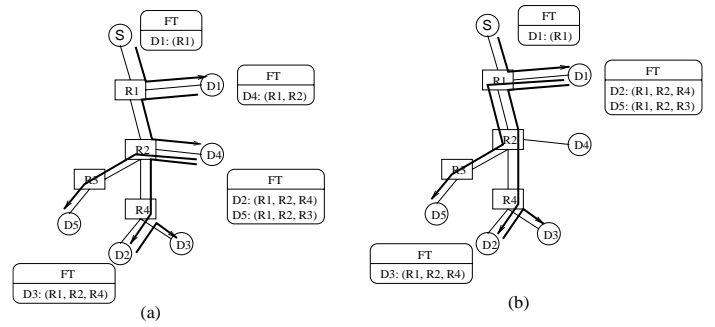 S
FT
D1: (R1)
R1
D1
FT
D4: (R1, R2)
R2
D4
R3
FT
D2: (R1, R2, R4)
D5: (R1, R2, R3)
R4
D5
D3
D2
FT
D3: (R1, R2, R4)
(a)
S
FT
D1: (R1)
R1
D1
FT
D2: (R1, R2, R4)
D5: (R1, R2, R3)
R2
D4
R3
R4
D5
D3
D2
FT
D3: (R1, R2, R4)
(b)